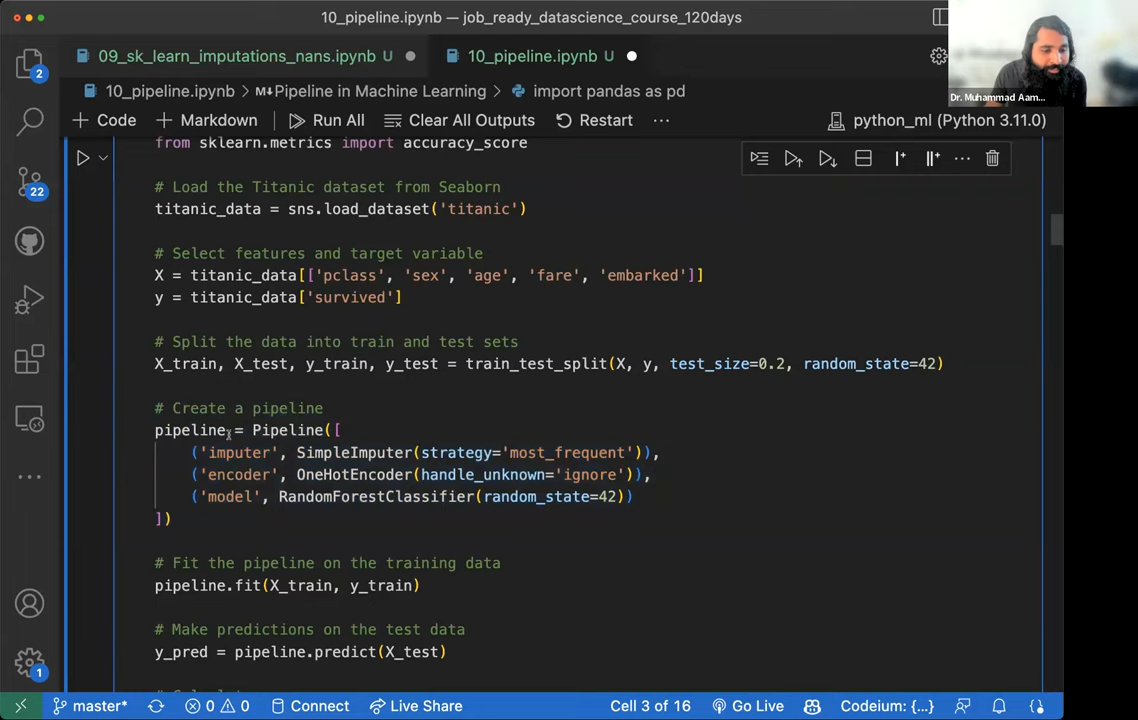 10_pipeline.ipynb — job_ready_datascience_course_120days
09_sk_learn_imputations_nans.ipynb U
10_pipeline.ipynb U
Dr. Muhammad Aam...
10_pipeline.ipynb > M↓Pipeline in Machine Learning > import pandas as pd
+ Code + Markdown Run All Clear All Outputs Restart ... python_ml (Python 3.11.0)
from sklearn.metrics import accuracy_score
# Load the Titanic dataset from Seaborn
titanic_data = sns.load_dataset('titanic')
# Select features and target variable
X = titanic_data[['pclass', 'sex', 'age', 'fare', 'embarked']]
y = titanic_data['survived']
# Split the data into train and test sets
X_train, X_test, y_train, y_test = train_test_split(X, y, test_size=0.2, random_state=42)
# Create a pipeline
pipeline = Pipeline([
('imputer', SimpleImputer(strategy='most_frequent')),
('encoder', OneHotEncoder(handle_unknown='ignore')),
('model', RandomForestClassifier(random_state=42))
])
# Fit the pipeline on the training data
pipeline.fit(X_train, y_train)
# Make predictions on the test data
y_pred = pipeline.predict(X_test)
2
22
1
master* 0 0 Connect Live Share Cell 3 of 16 Go Live Codeium: {...}